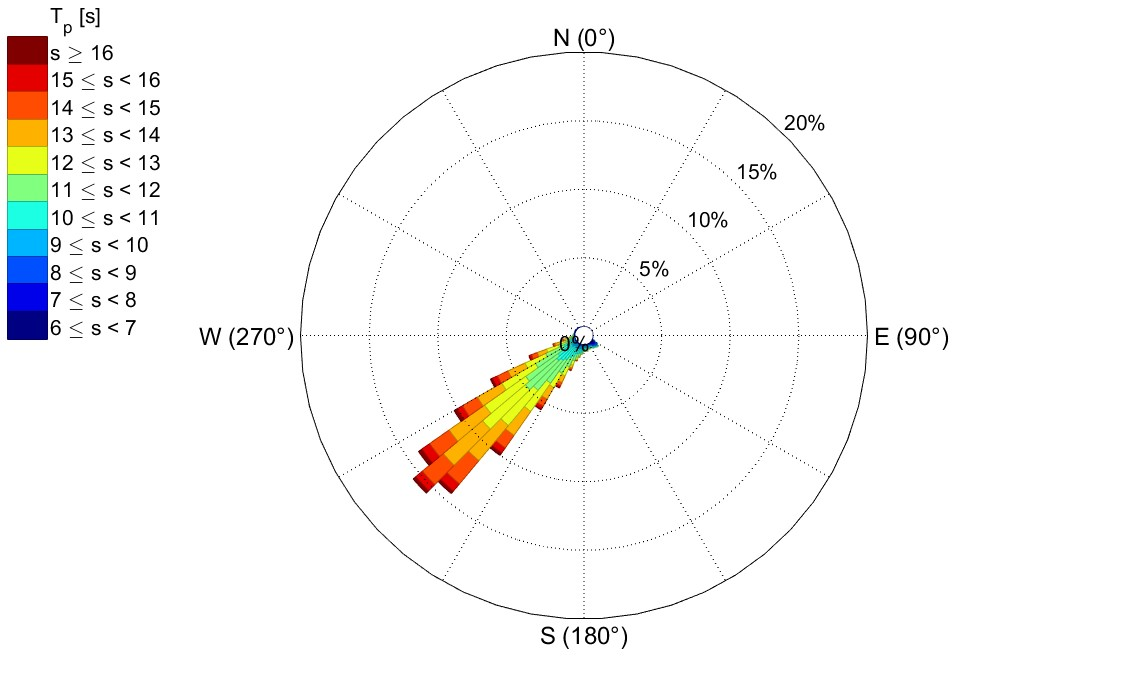 T_p [s]
s ≥ 16
15 ≤ s < 16
14 ≤ s < 15
13 ≤ s < 14
12 ≤ s < 13
11 ≤ s < 12
10 ≤ s < 11
9 ≤ s < 10
8 ≤ s < 9
7 ≤ s < 8
6 ≤ s < 7
N (0°)
20%
15%
10%
5%
0%
W (270°)
E (90°)
S (180°)